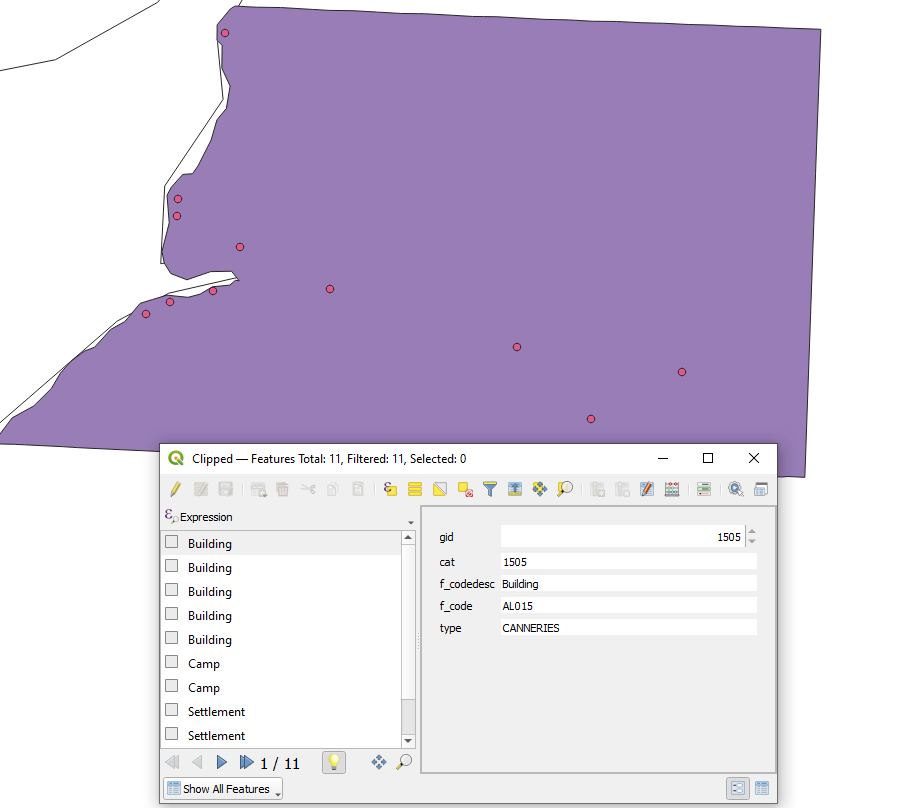 Clipped — Features Total: 11, Filtered: 11, Selected: 0
Expression
Building
Building
Building
Building
Building
Camp
Camp
Settlement
Settlement
1 / 11
Show All Features
gid 1505
cat 1505
f_codedesc Building
f_code AL015
type CANNERIES